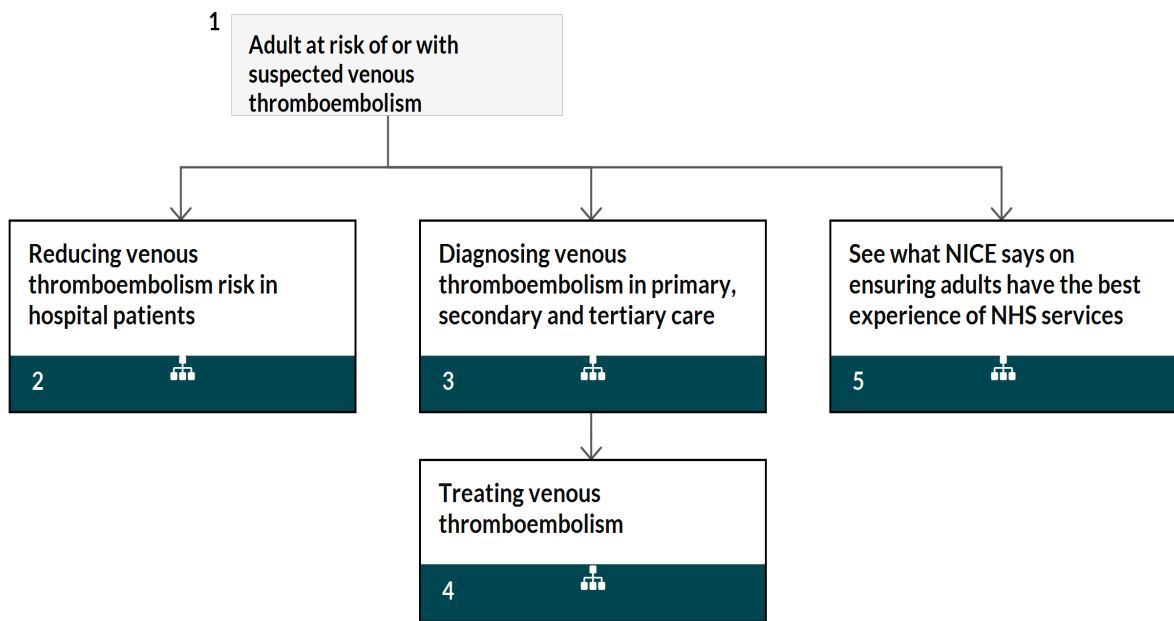 1
Adult at risk of or with
suspected venous
thromboembolism
Reducing venous
thromboembolism risk in
hospital patients
2
Diagnosing venous
thromboembolism in primary,
secondary and tertiary care
3
See what NICE says on
ensuring adults have the best
experience of NHS services
5
Treating venous
thromboembolism
4